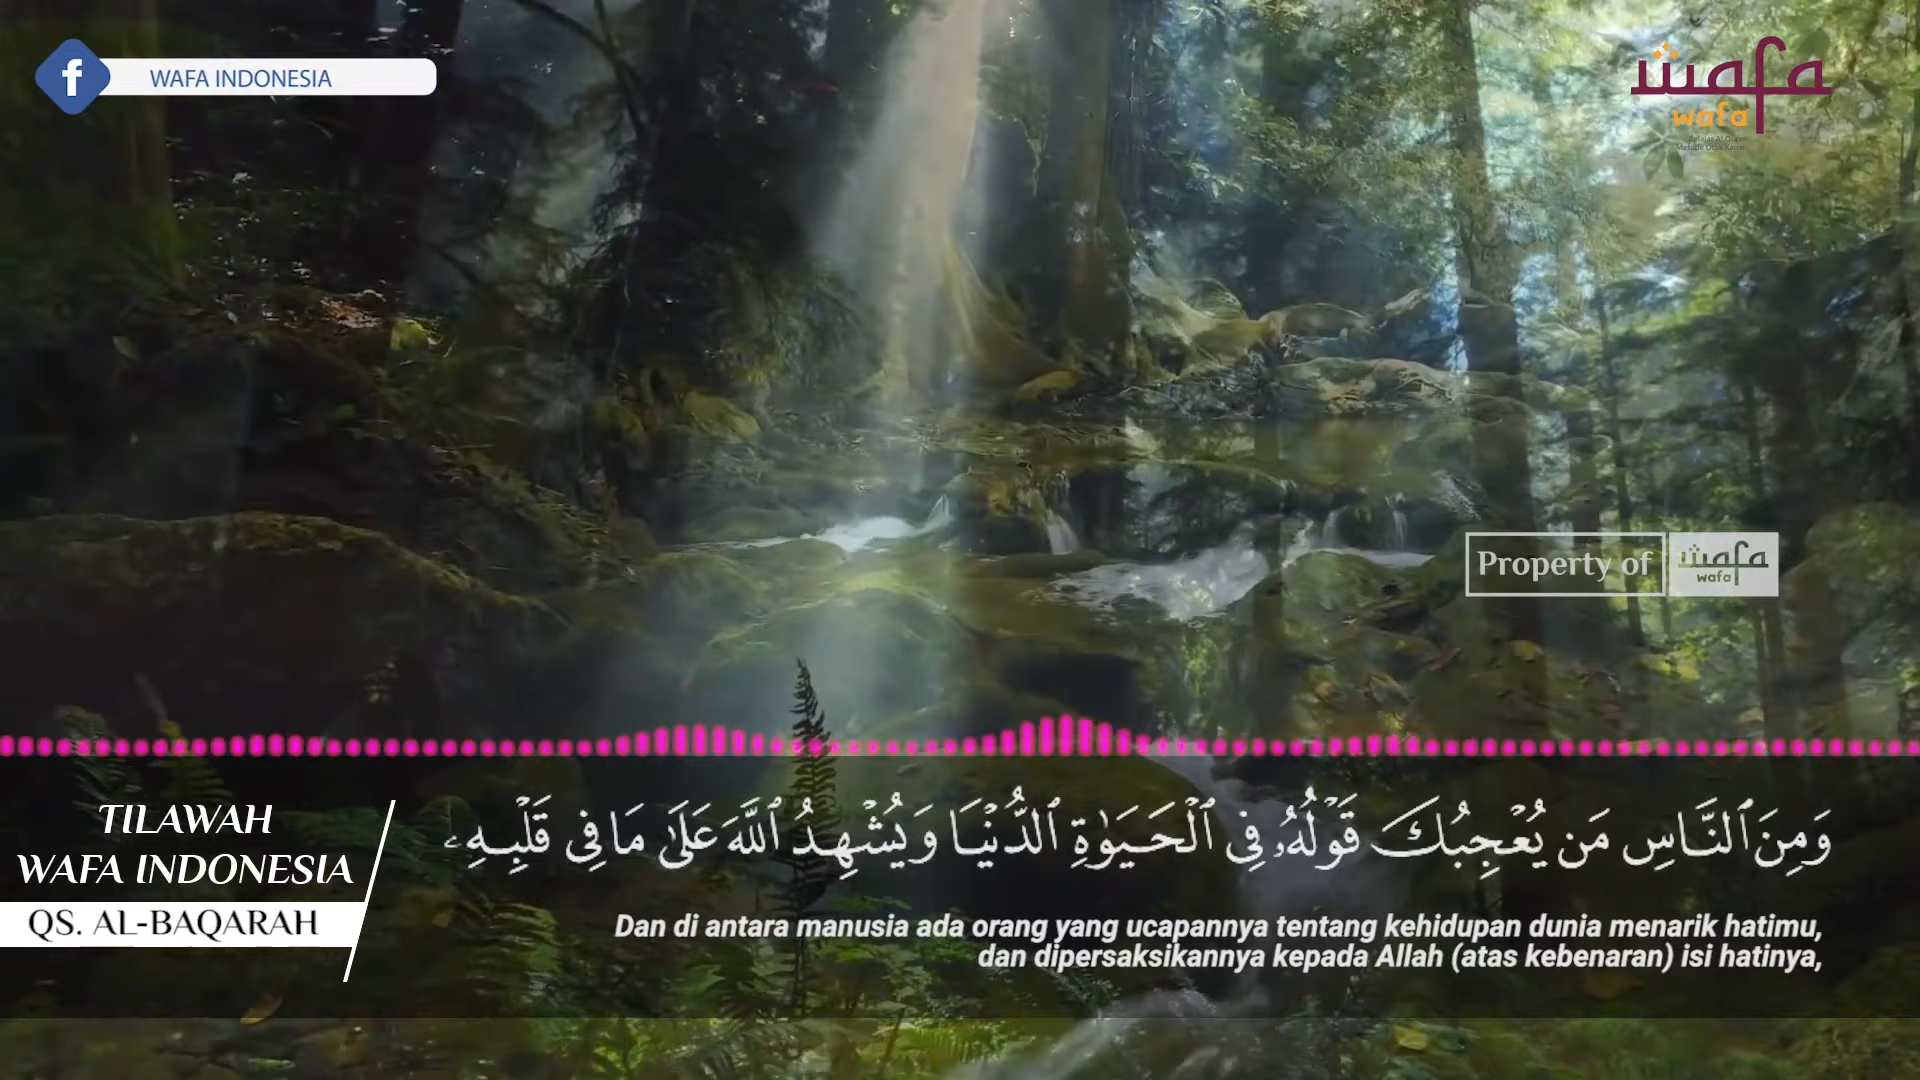 WAFA INDONESIA
wafa
wafa
Property of wafa
wafa
TILAWAH
WAFA INDONESIA
QS. AL-BAQARAH
وَمِنَ ٱلنَّاسِ مَن يُعْجِبُكَ قَوْلُهُۥ فِى ٱلْحَيَوٰةِ ٱلدُّنْيَا وَيُشْهِدُ ٱللَّهَ عَلَىٰ مَا فِى قَلْبِهِۦ
Dan di antara manusia ada orang yang ucapannya tentang kehidupan dunia menarik hatimu,
dan dipersaksikannya kepada Allah (atas kebenaran) isi hatinya,